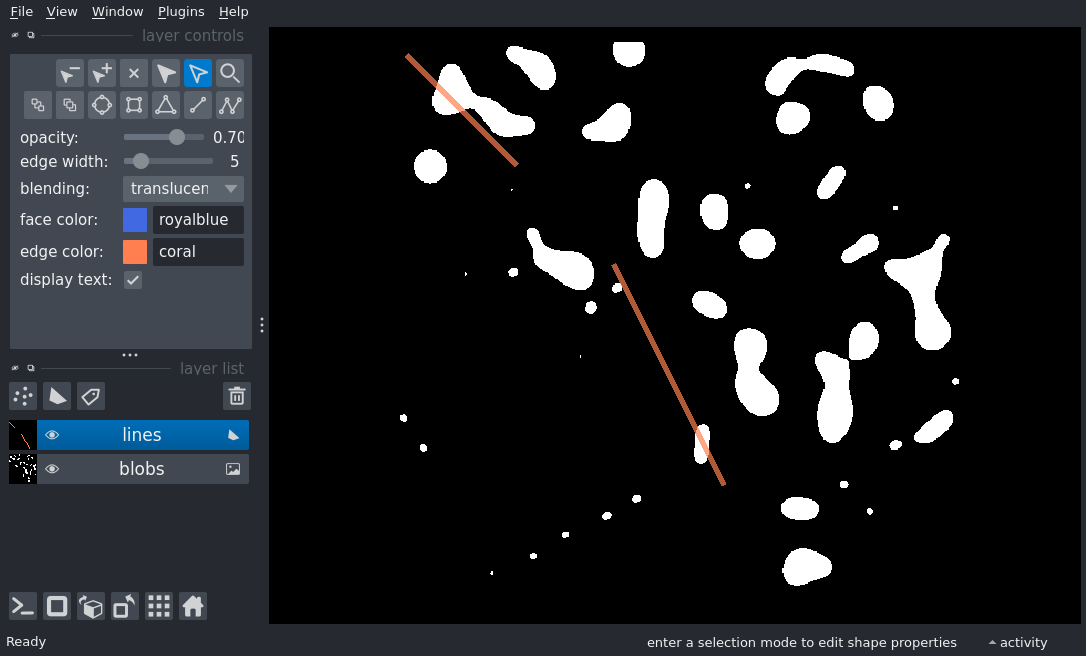 File View Window Plugins Help
layer controls
opacity: 0.70
edge width: 5
blending: translucen
face color: royalblue
edge color: coral
display text:
layer list
lines
blobs
Ready enter a selection mode to edit shape properties activity